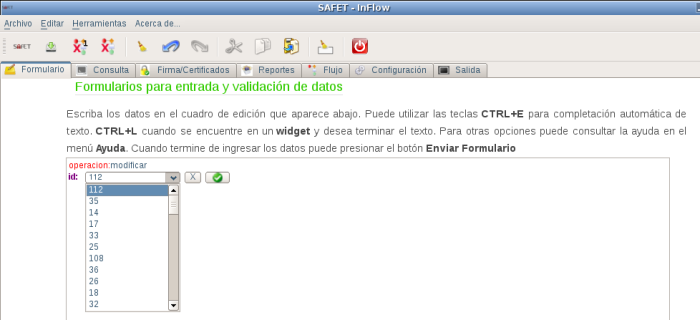 SAFET - InFlow
Archivo Editar Herramientas Acerca de...
SAFET
Formulario Consulta Firma/Certificados Reportes Flujo Configuración Salida
Formularios para entrada y validación de datos
Escriba los datos en el cuadro de edición que aparece abajo. Puede utilizar las teclas CTRL+E para completación automática de
texto. CTRL+L cuando se encuentre en un widget y desea terminar el texto. Para otras opciones puede consultar la ayuda en el
menú Ayuda. Cuando termine de ingresar los datos puede presionar el botón Enviar Formulario
operacion:modificar
id: 112 X
112
35
14
17
33
25
108
36
26
18
32